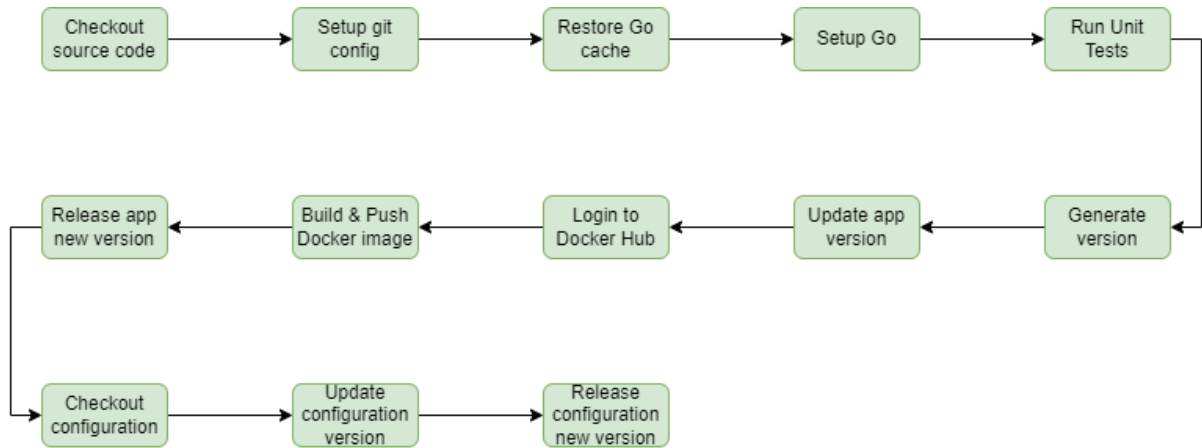 Checkout
source code
Setup git
config
Restore Go
cache
Setup Go
Run Unit
Tests
Release app
new version
Build & Push
Docker image
Login to
Docker Hub
Update app
version
Generate
version
Checkout
configuration
Update
configuration
version
Release
configuration
new version